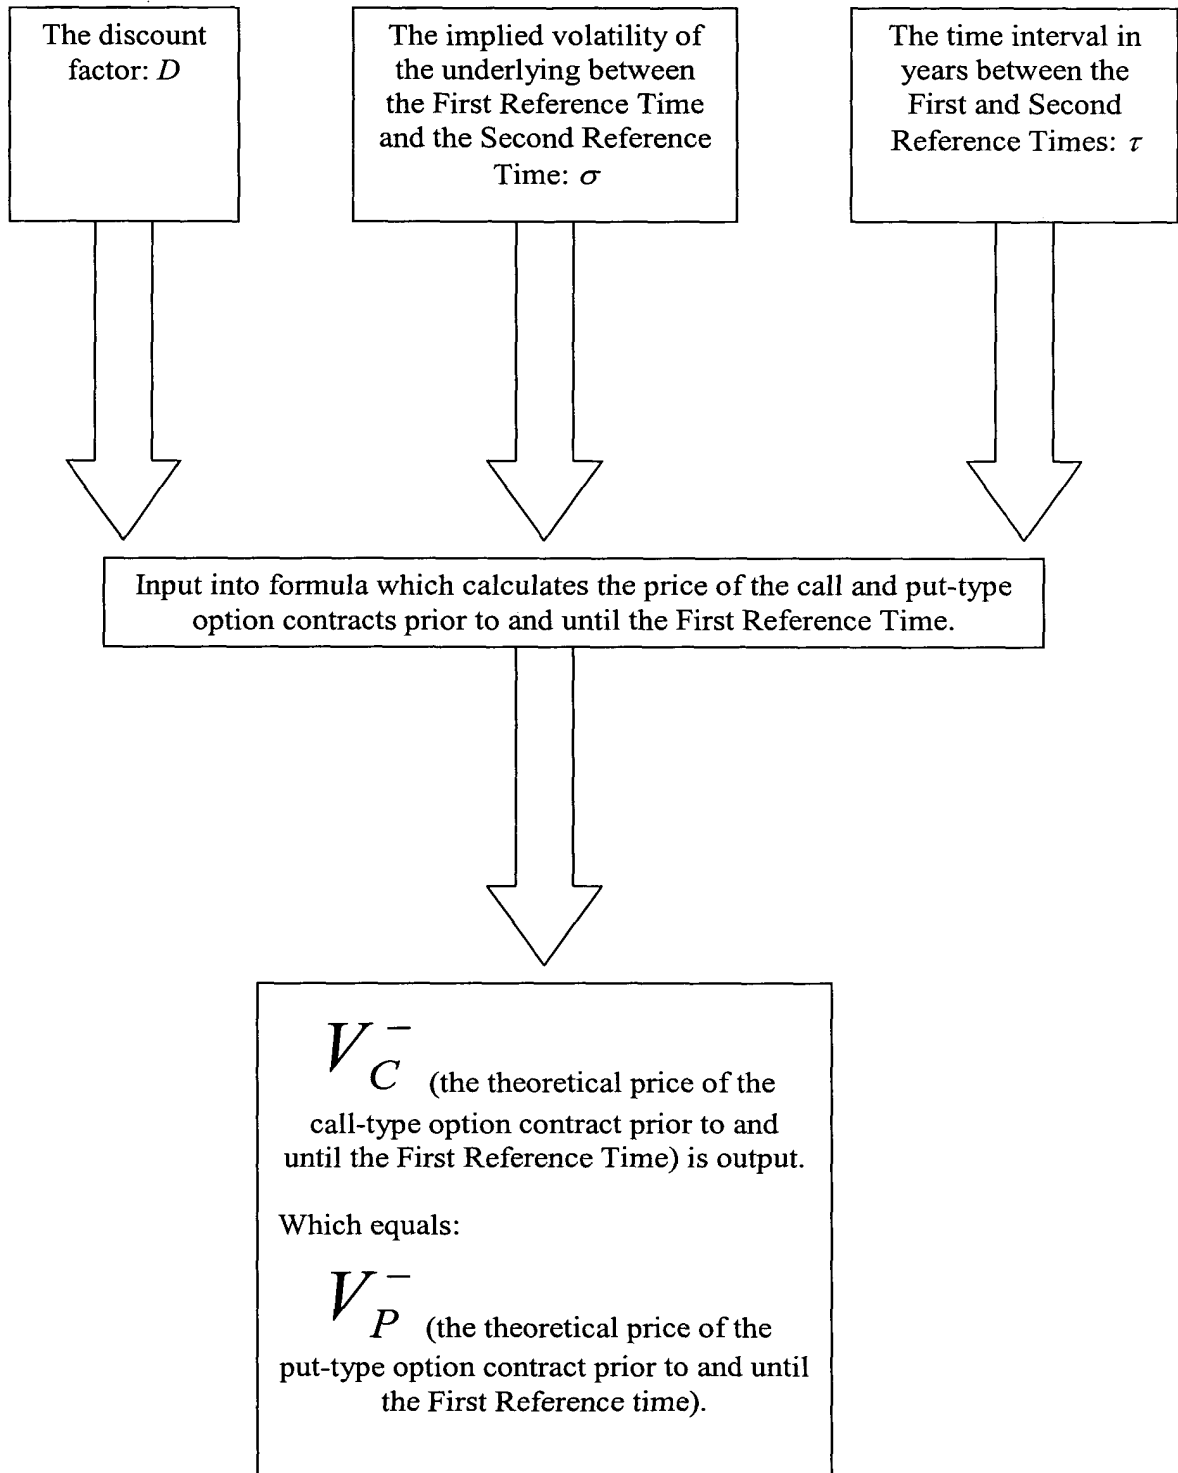 The discount
factor: D
The implied volatility of
the underlying between
the First Reference Time
and the Second Reference
Time: σ
The time interval in
years between the
First and Second
Reference Times: τ
Input into formula which calculates the price of the call and put-type
option contracts prior to and until the First Reference Time.
V_C^− (the theoretical price of the
call-type option contract prior to and
until the First Reference Time) is output.
Which equals:
V_P^− (the theoretical price of the
put-type option contract prior to and until
the First Reference time).